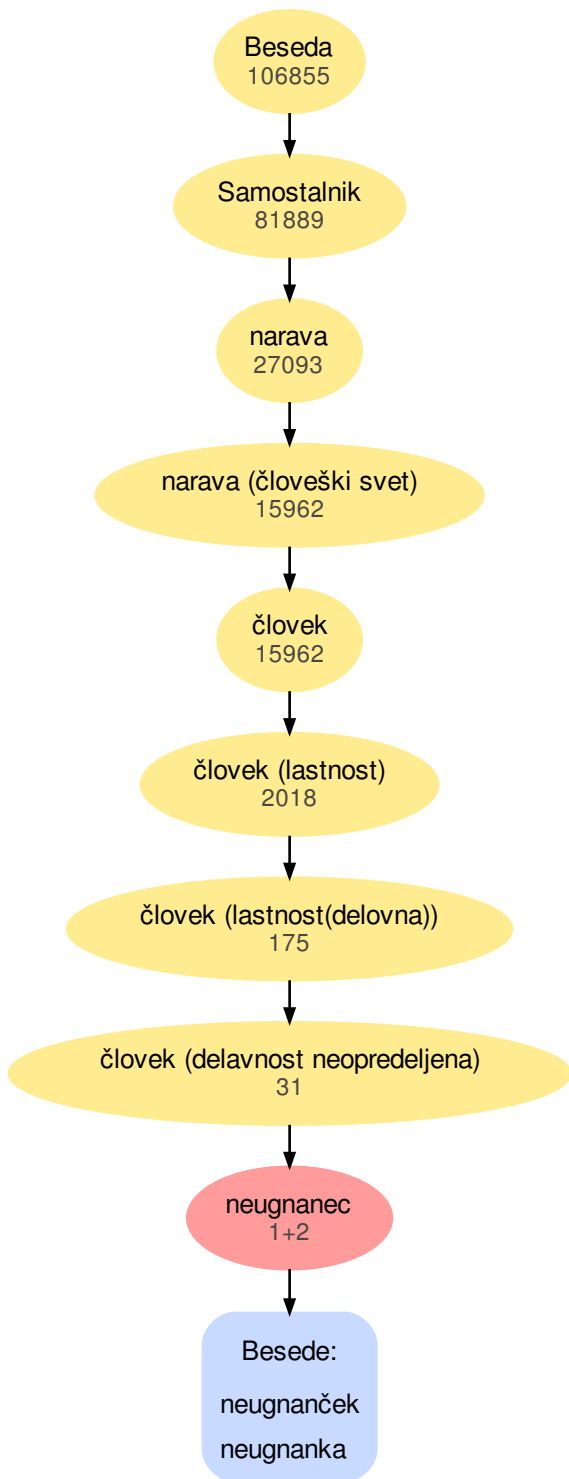 Beseda
106855
Samostalnik
81889
narava
27093
narava (človeški svet)
15962
človek
15962
človek (lastnost)
2018
človek (lastnost(delovna))
175
človek (delavnost neopredeljena)
31
neugnanec
1+2
Besede:
neugnanček
neugnanka